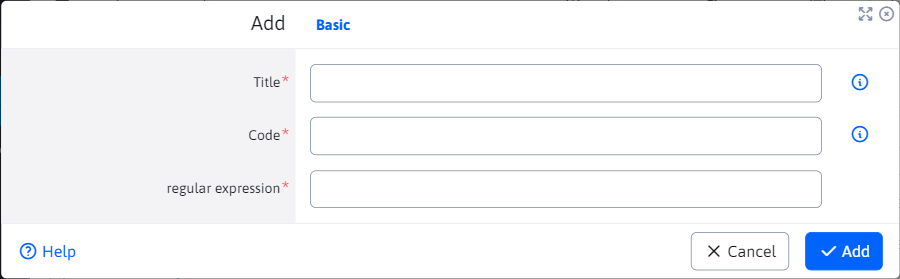 Add Basic
Title*
Code*
regular expression*
Help Cancel Add